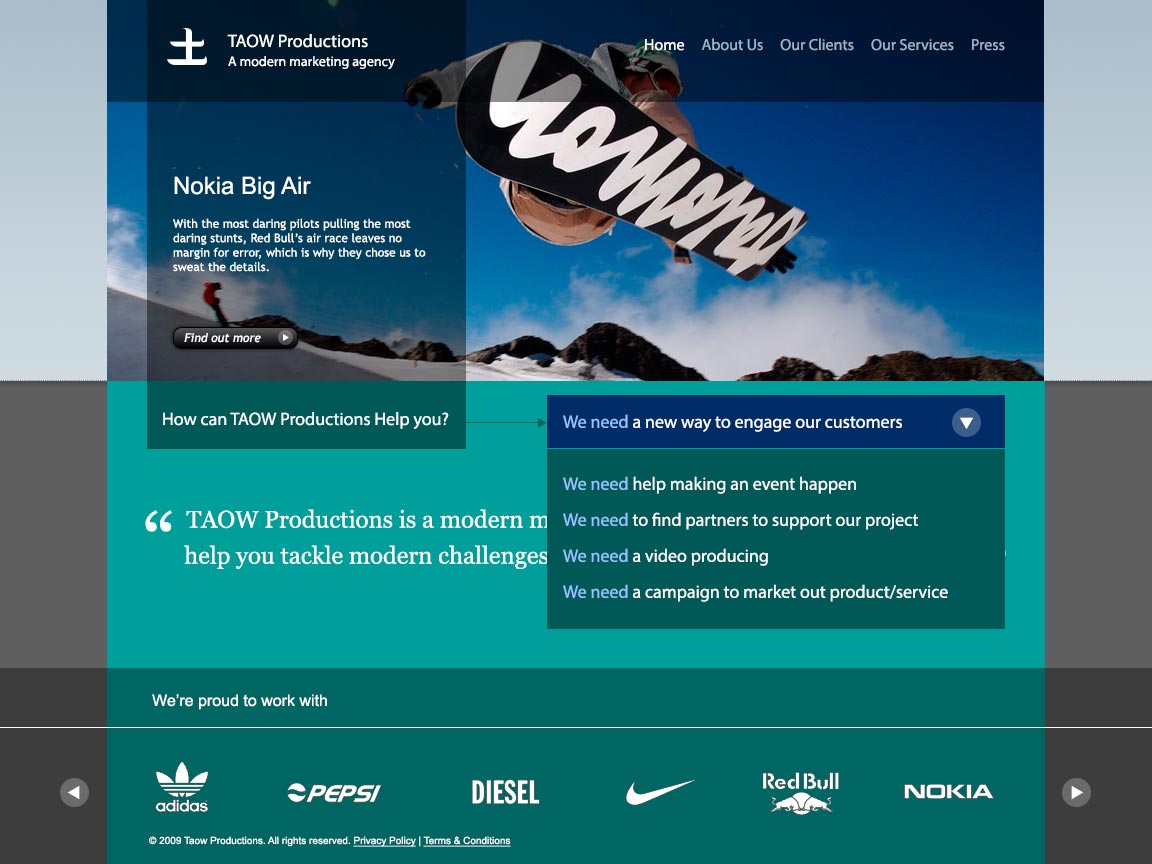 土
TAOW Productions
A modern marketing agency
Home About Us Our Clients Our Services Press
Nokia Big Air
With the most daring pilots pulling the most
daring stunts, Red Bull’s air race leaves no
margin for error, which is why they chose us to
sweat the details.
Find out more
How can TAOW Productions Help you?
We need a new way to engage our customers
We need help making an event happen
We need to find partners to support our project
We need a video producing
We need a campaign to market out product/service
“ TAOW Productions is a modern m
help you tackle modern challenges
We’re proud to work with
adidas
PEPSI
DIESEL
Red Bull
NOKIA
© 2009 Taow Productions. All rights reserved. Privacy Policy | Terms & Conditions